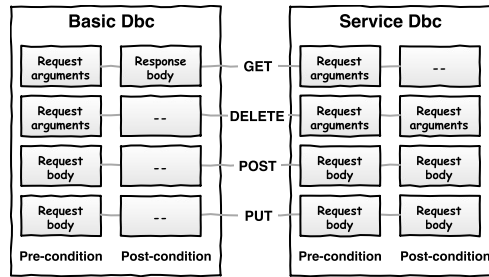 Basic Dbc
Service Dbc
Request arguments
Response body
GET
Request arguments
--
Request arguments
--
DELETE
Request arguments
Request arguments
Request body
--
POST
Request body
Request body
Request body
--
PUT
Request body
Request body
Pre-condition
Post-condition
Pre-condition
Post-condition